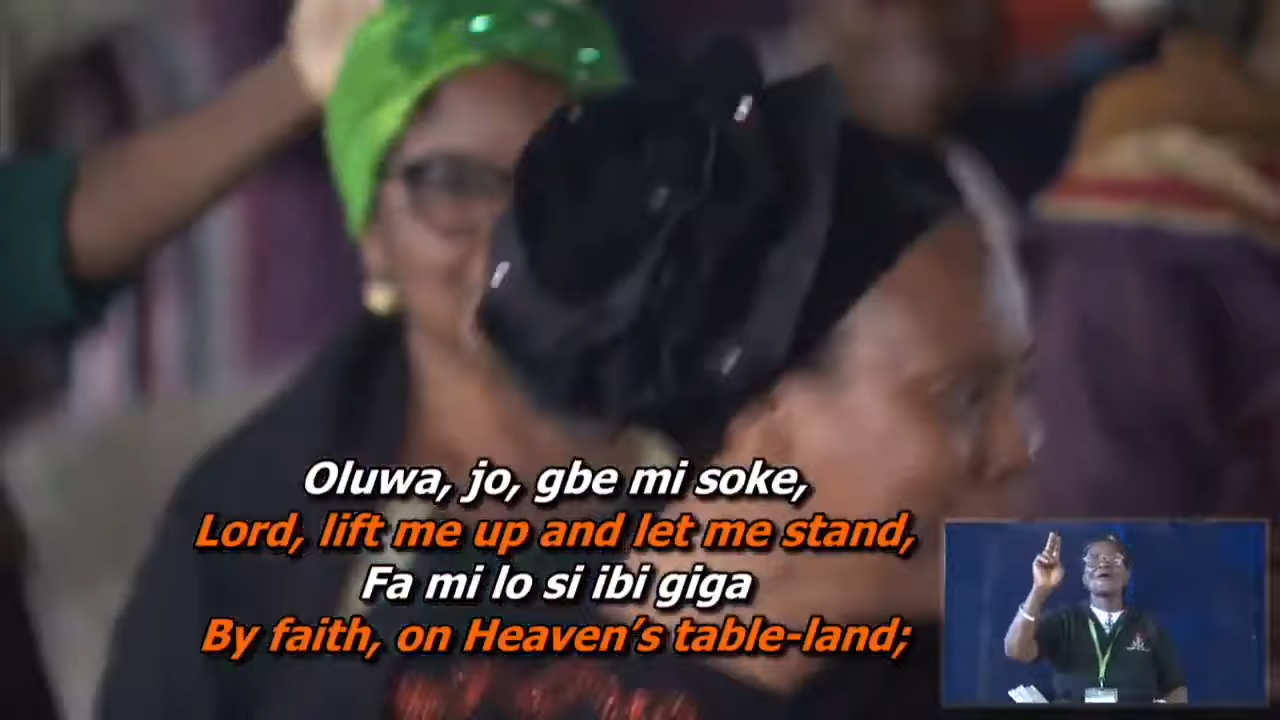 Oluwa, jo, gbe mi soke,
Lord, lift me up and let me stand,
Fa mi lo si ibi giga
By faith, on Heaven's table-land;